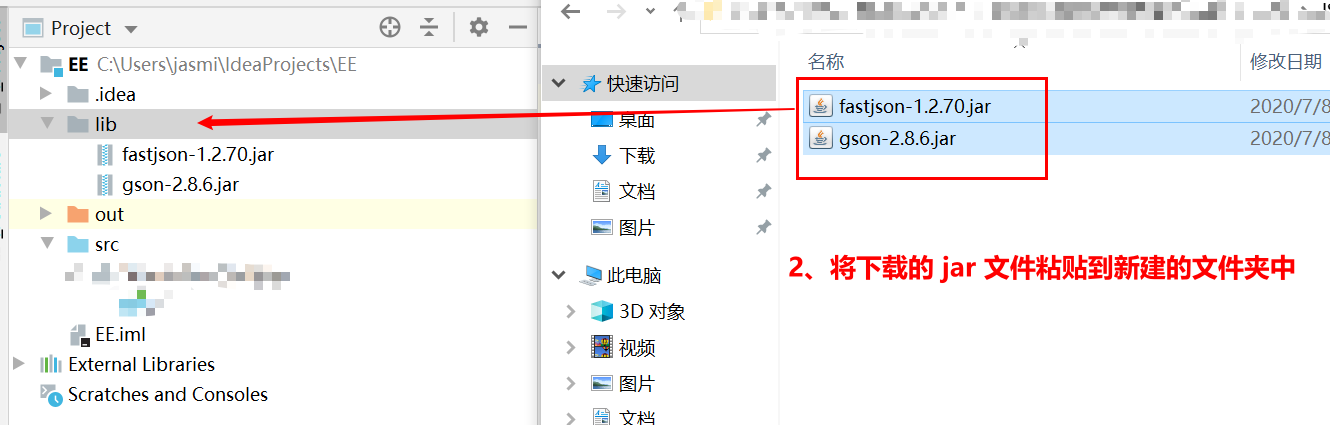 Project
EE C:\Users\jasmi\IdeaProjects\EE
.idea
lib
fastjson-1.2.70.jar
gson-2.8.6.jar
out
src
EE.iml
External Libraries
Scratches and Consoles
快速访问
桌面
下载
文档
图片
此电脑
3D 对象
视频
图片
文档
名称
修改日期
fastjson-1.2.70.jar
2020/7/8
gson-2.8.6.jar
2020/7/8
2、将下载的 jar 文件粘贴到新建的文件夹中